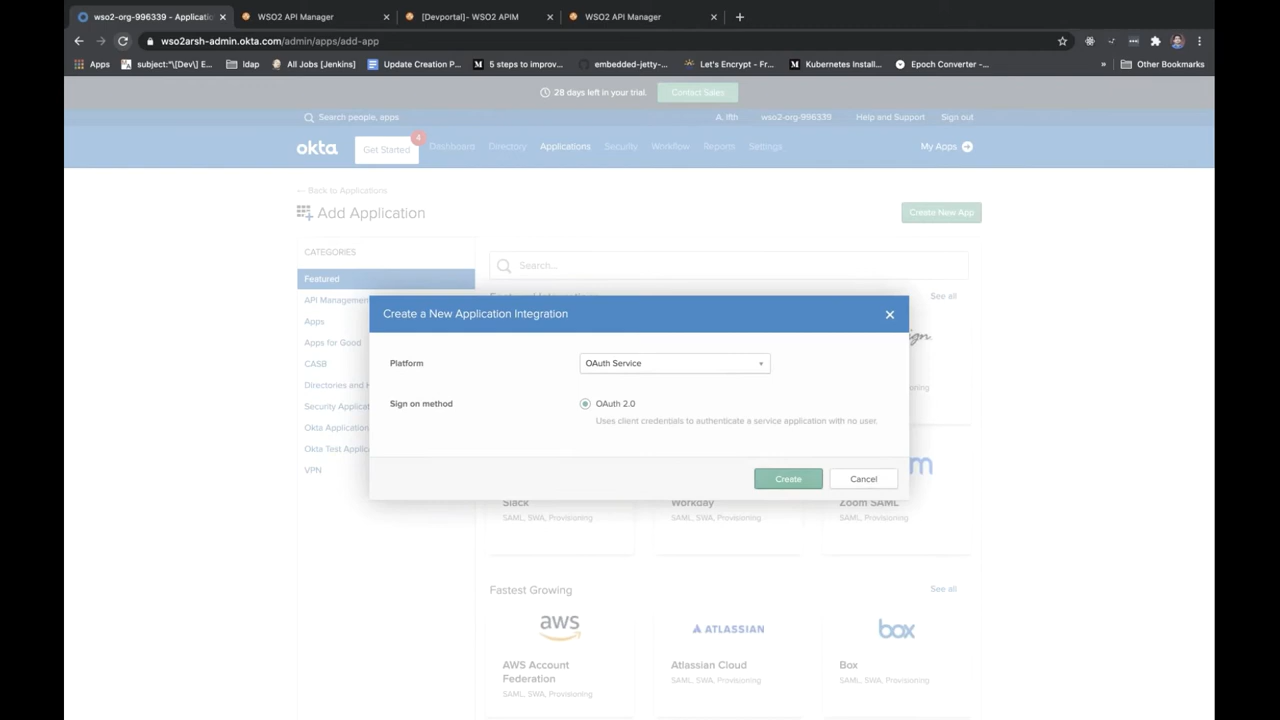 wso2-org-996339 - Applicatio
WSO2 API Manager
[Devportal]- WSO2 APIM
WSO2 API Manager
wso2arsh-admin.okta.com/admin/apps/add-app
Apps
subject:"[Dev\] E...
ldap
All Jobs [Jenkins]
Update Creation P...
5 steps to improv...
embedded-jetty-...
Let's Encrypt - Fr...
Kubernetes Install...
Epoch Converter -...
»
Other Bookmarks
28 days left in your trial.
Contact Sales
Search people, apps
A. Ifth
wso2-org-996339
Help and Support
Sign out
okta
Get Started
4
Dashboard
Directory
Applications
Security
Workflow
Reports
Settings
My Apps
← Back to Applications
Add Application
Create New App
CATEGORIES
Featured
API Management
Apps
Apps for Good
CASB
Directories and
Security Applicat
Okta Application
Okta Test Applic
VPN
Search...
See all
Create a New Application Integration
Platform
OAuth Service
Sign on method
OAuth 2.0
Uses client credentials to authenticate a service application with no user.
Create
Cancel
Slack
SAML, SWA, Provisioning
Workday
SAML, SWA, Provisioning
Zoom SAML
SAML, Provisioning
Fastest Growing
See all
aws
ATLASSIAN
box
AWS Account
Federation
SAML, SWA, Provisioning
Atlassian Cloud
SAML, SWA, Provisioning
Box
SAML, SWA, Provisioning